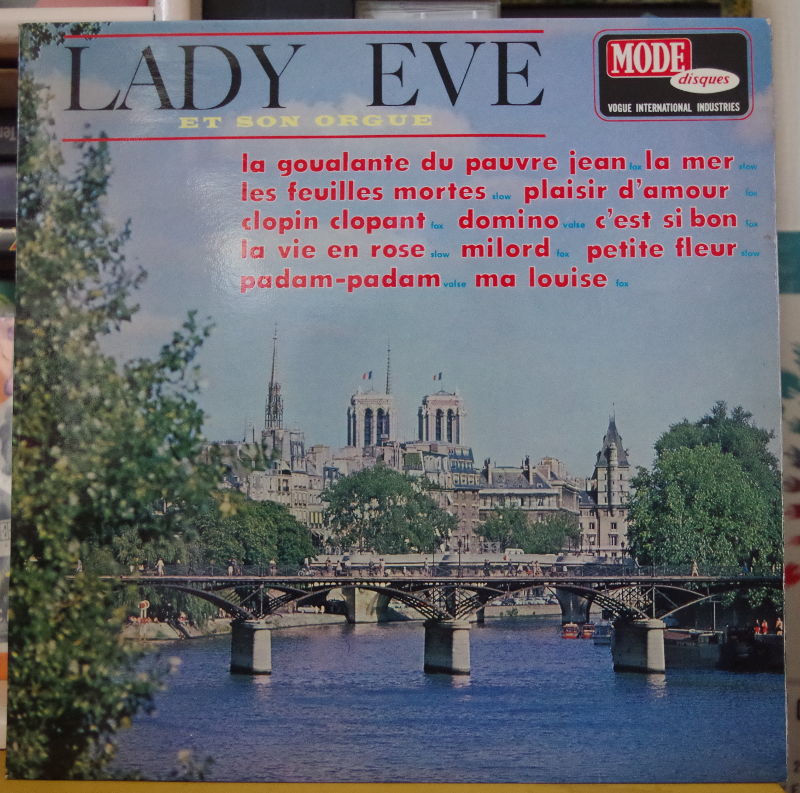 LADY EVE
ET SON ORGUE
MODE
disques
VOGUE INTERNATIONAL INDUSTRIES
la goualante du pauvre jean fox la mer slow
les feuilles mortes slow plaisir d'amour fox
clopin clopant fox domino valse c'est si bon fox
la vie en rose slow milord fox petite fleur slow
padam-padam valse ma louise fox